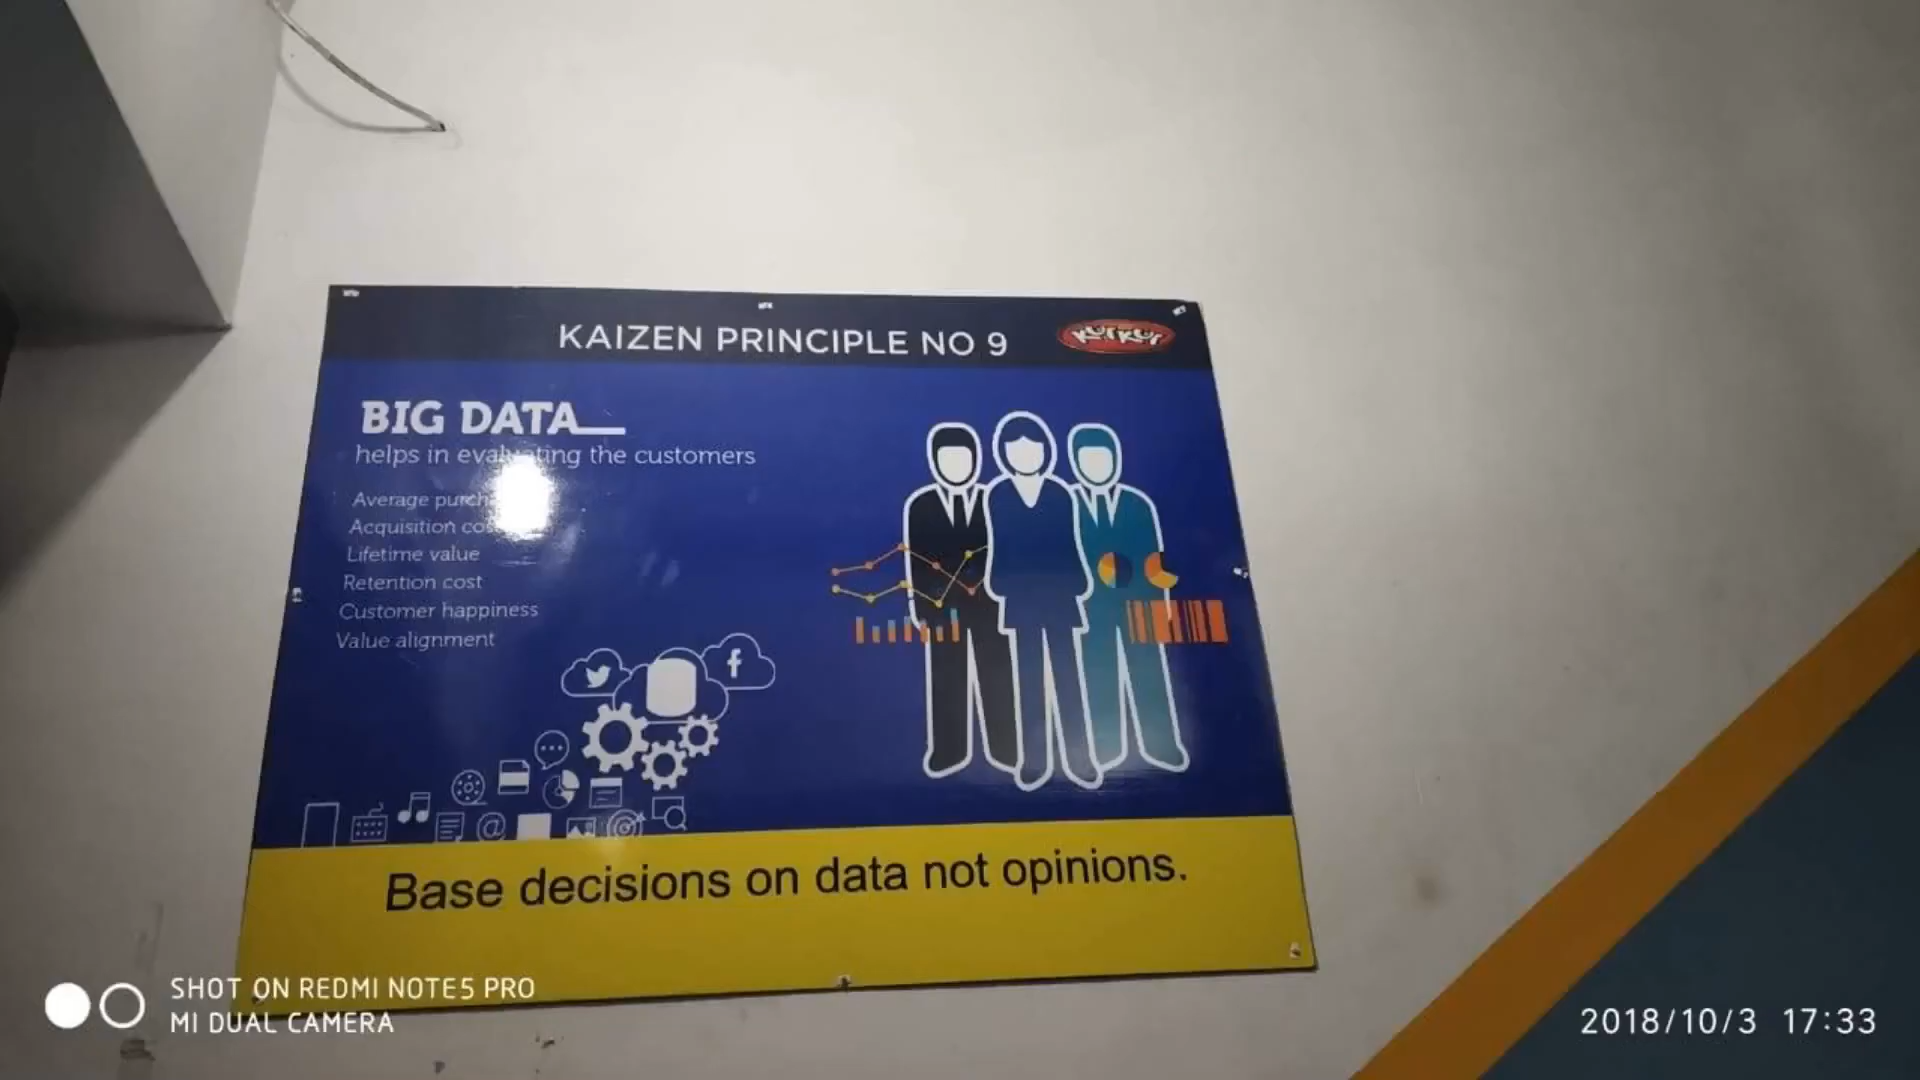 KAIZEN PRINCIPLE NO 9
KurKur
BIG DATA
helps in evaluating the customers
Average
Acquisition
Lifetime value
Retention cost
Customer happiness
Value alignment
Base decisions on data not opinions.
SHOT ON REDMI NOTE5 PRO
MI DUAL CAMERA
2018/10/3 17:33